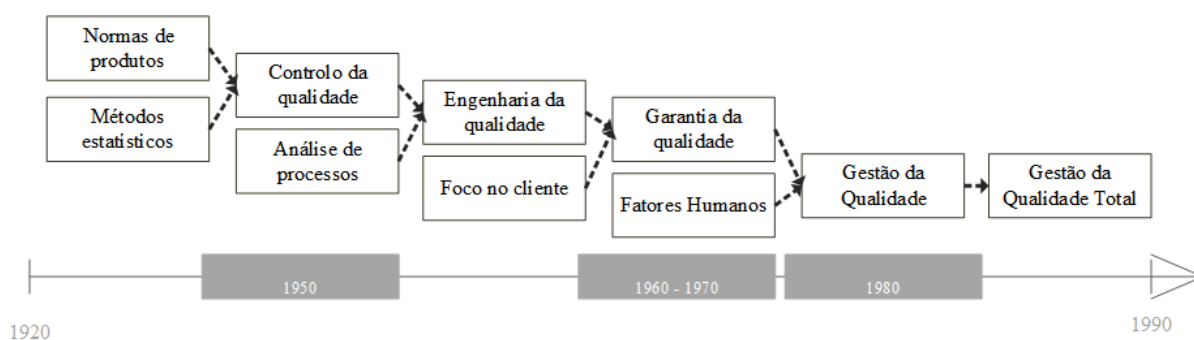 Normas de
produtos
Métodos
estatísticos
Controlo da
qualidade
Análise de
processos
Engenharia da
qualidade
Foco no cliente
Garantia da
qualidade
Fatores Humanos
Gestão da
Qualidade
Gestão da
Qualidade Total
1950
1960 - 1970
1980
1920
1990